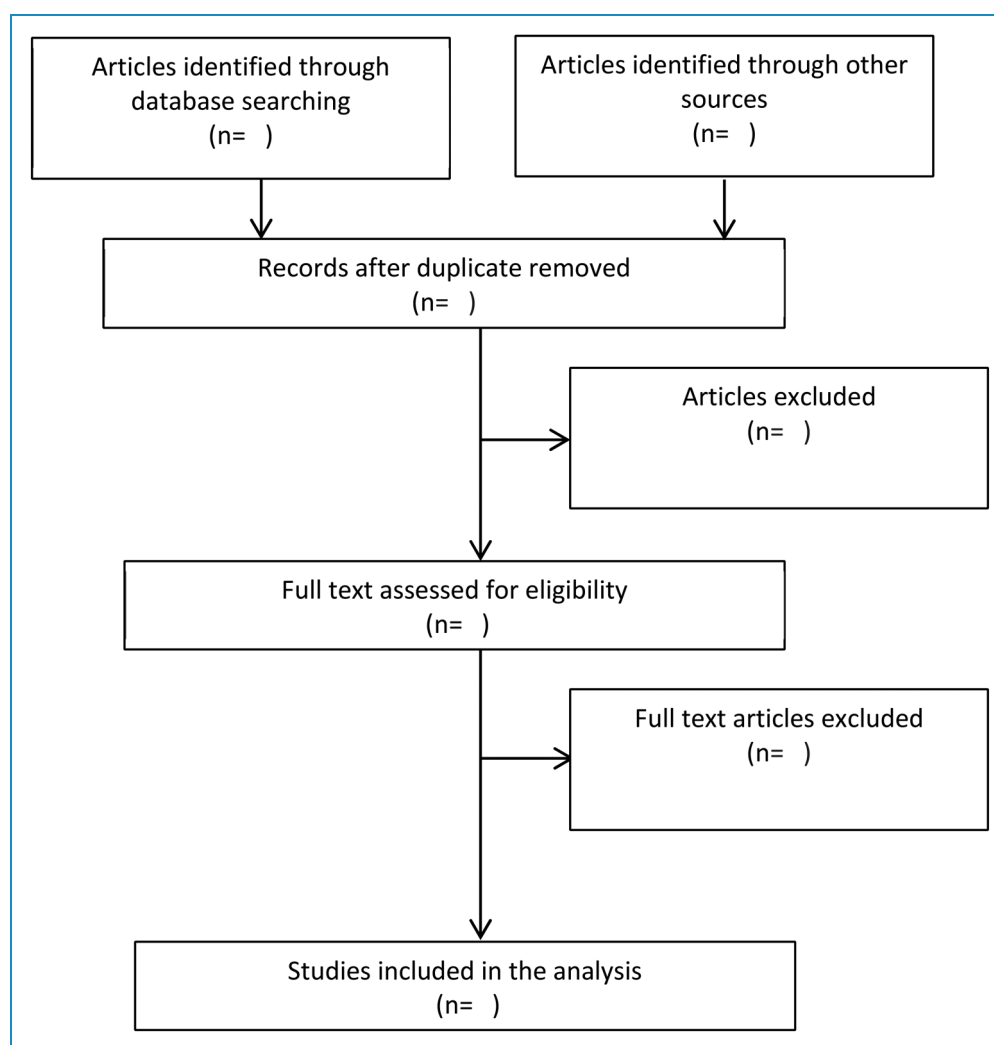 Articles identified through
database searching
(n=   )
Articles identified through other
sources
(n=   )
Records after duplicate removed
(n=   )
Articles excluded
(n=   )
Full text assessed for eligibility
(n=   )
Full text articles excluded
(n=   )
Studies included in the analysis
(n=   )